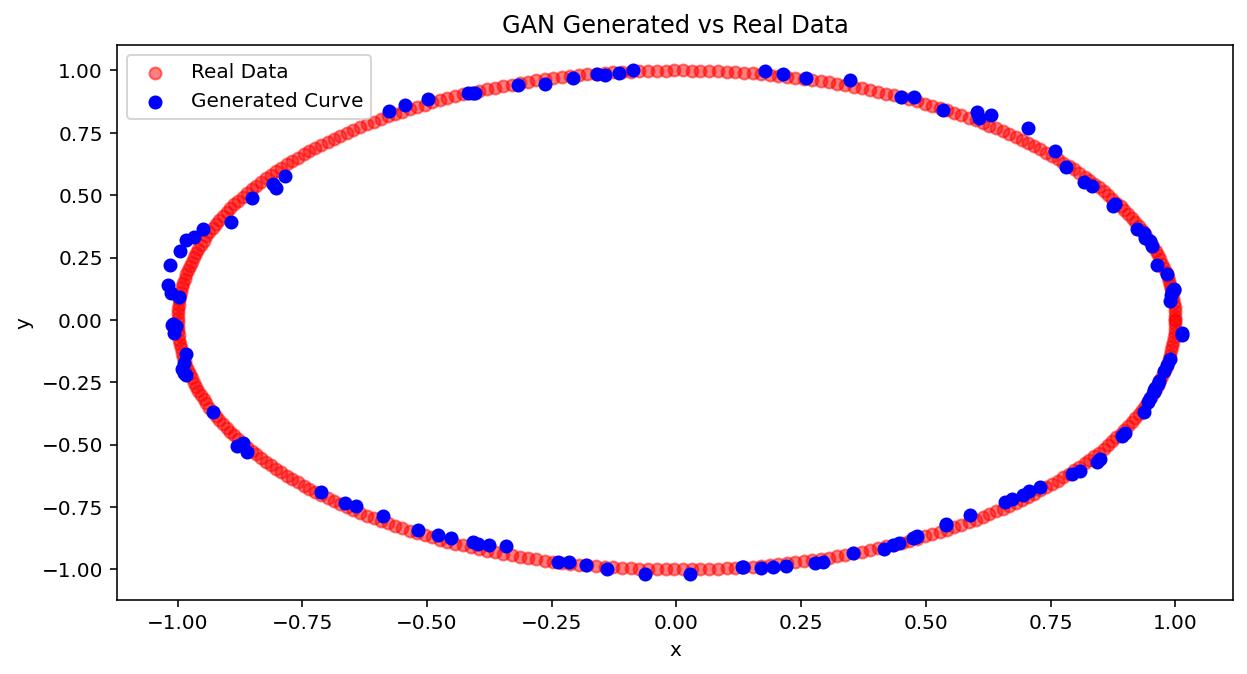 GAN Generated vs Real Data
Real Data
Generated Curve
1.00
0.75
0.50
0.25
0.00
−0.25
−0.50
−0.75
−1.00
y
−1.00 −0.75 −0.50 −0.25 0.00 0.25 0.50 0.75 1.00
x